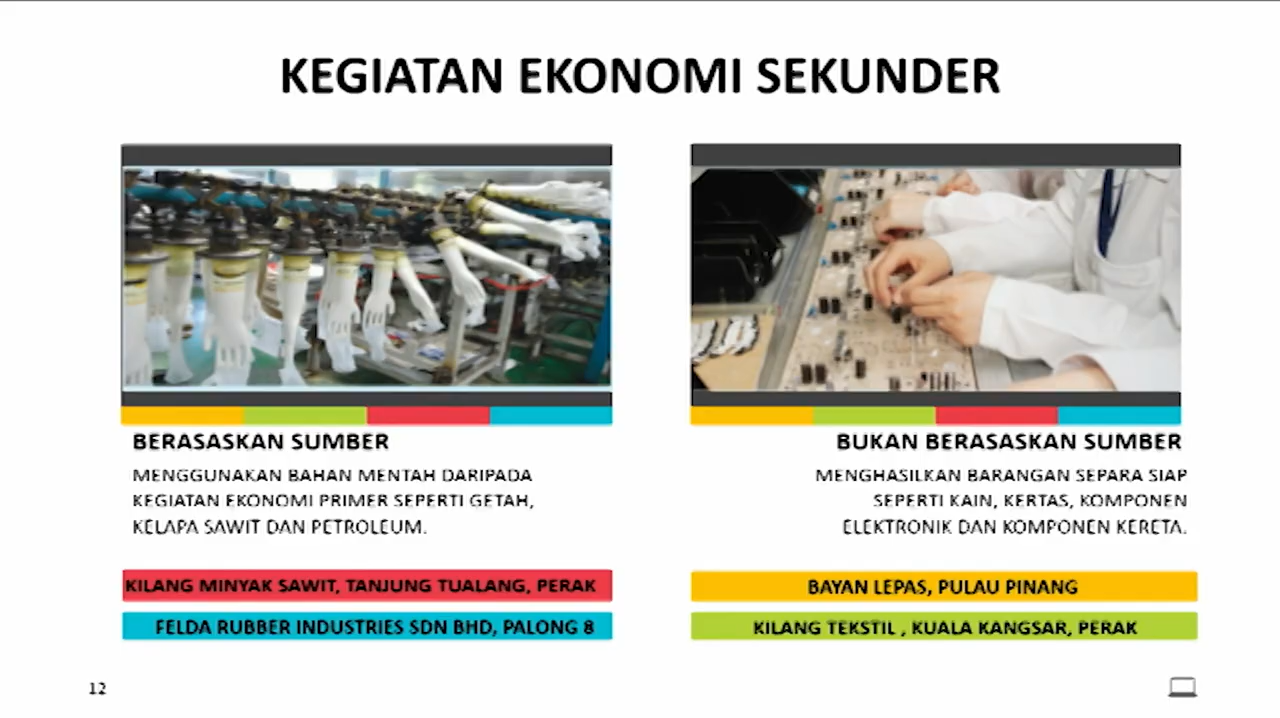 KEGIATAN EKONOMI SEKUNDER
BERASASKAN SUMBER
MENGGUNAKAN BAHAN MENTAH DARIPADA
KEGIATAN EKONOMI PRIMER SEPERTI GETAH,
KELAPA SAWIT DAN PETROLEUM.
KILANG MINYAK SAWIT, TANJUNG TUALANG, PERAK
FELDA RUBBER INDUSTRIES SDN BHD, PALONG 8
BUKAN BERASASKAN SUMBER
MENGHASILKAN BARANGAN SEPARA SIAP
SEPERTI KAIN, KERTAS, KOMPONEN
ELEKTRONIK DAN KOMPONEN KERETA.
BAYAN LEPAS, PULAU PINANG
KILANG TEKSTIL , KUALA KANGSAR, PERAK
12